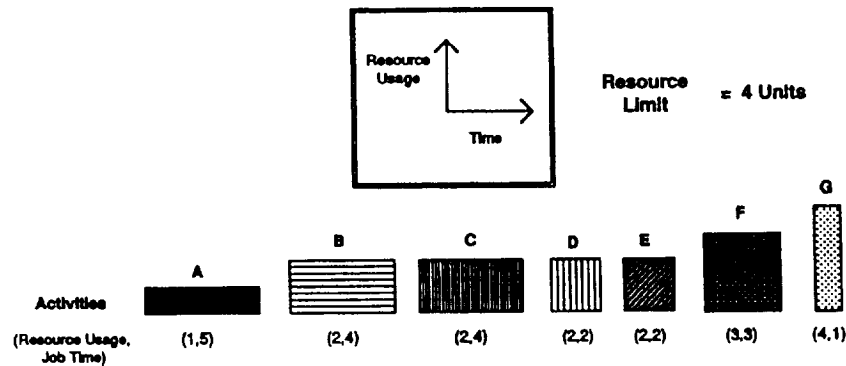 Resource
Usage
Time
Resource
Limit = 4 Units
A B C D E F G
Activities
(Resource Usage,
Job Time)
(1,5) (2,4) (2,4) (2,2) (2,2) (3,3) (4,1)